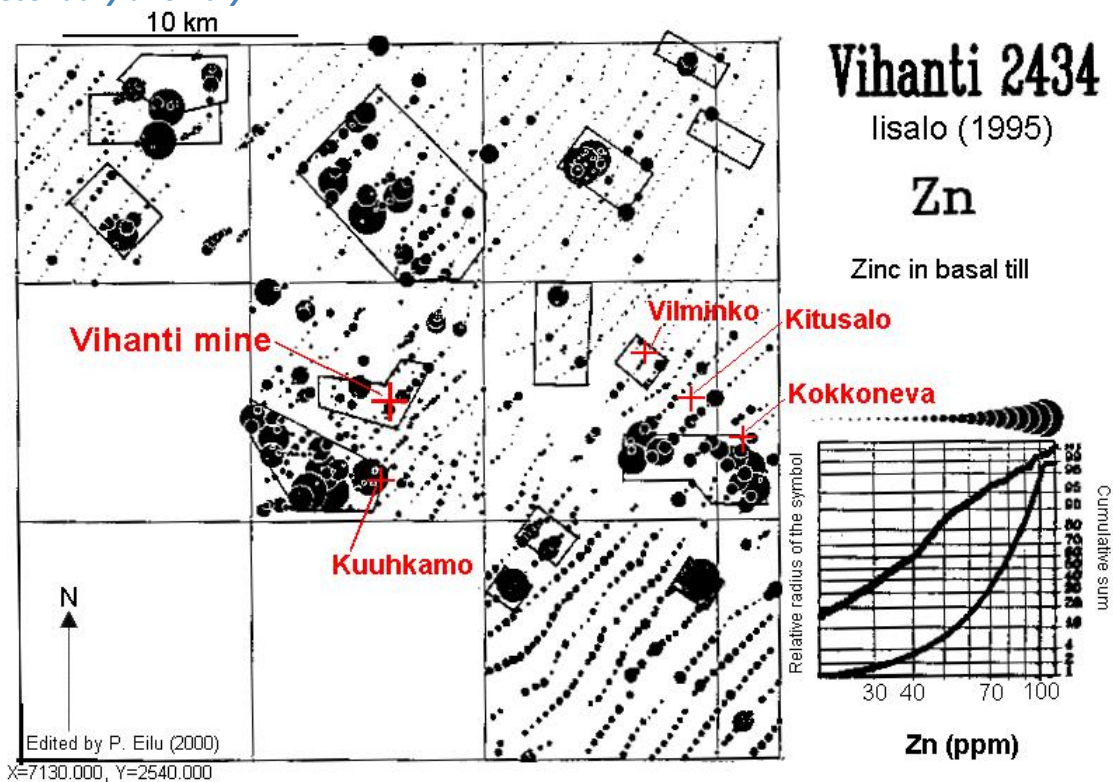 10 km
Vihanti 2434
Iisalo (1995)
Zn
Zinc in basal till
Vilminko
Kitusalo
Vihanti mine
Kokkoneva
Kuuhkamo
N
Relative radius of the symbol
Cumulative sum
30 40 70 100
Zn (ppm)
Edited by P. Eilu (2000)
X=7130.000, Y=2540.000